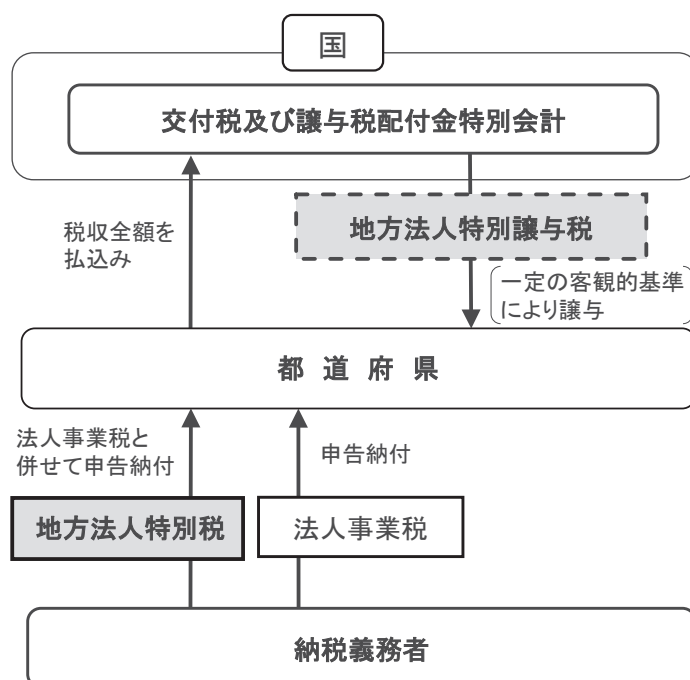 国
交付税及び譲与税配付金特別会計
税収全額を
払込み
地方法人特別譲与税
一定の客観的基準
により譲与
都道府県
法人事業税と
併せて申告納付
申告納付
地方法人特別税
法人事業税
納税義務者